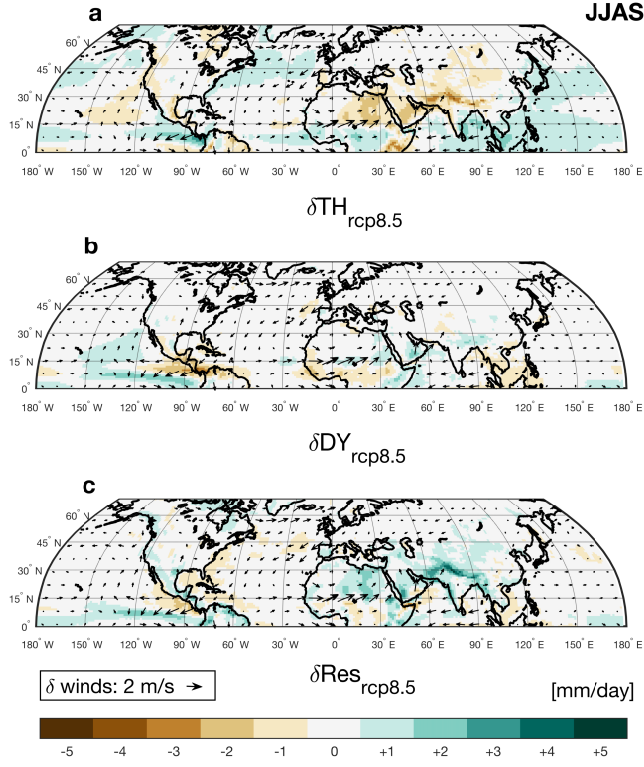 a
JJAS
60° N
45° N
30° N
15° N
0°
180° W 150° W 120° W 90° W 60° W 30° W 0° 30° E 60° E 90° E 120° E 150° E 180° E
δTHrcp8.5
b
60° N
45° N
30° N
15° N
0°
180° W 150° W 120° W 90° W 60° W 30° W 0° 30° E 60° E 90° E 120° E 150° E 180° E
δDYrcp8.5
c
60° N
45° N
30° N
15° N
0°
180° W 150° W 120° W 90° W 60° W 30° W 0° 30° E 60° E 90° E 120° E 150° E 180° E
δResrcp8.5
δ winds: 2 m/s
[mm/day]
-5 -4 -3 -2 -1 0 +1 +2 +3 +4 +5